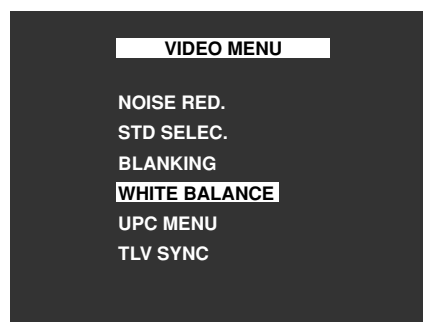 VIDEO MENU
NOISE RED.
STD SELEC.
BLANKING
WHITE BALANCE
UPC MENU
TLV SYNC